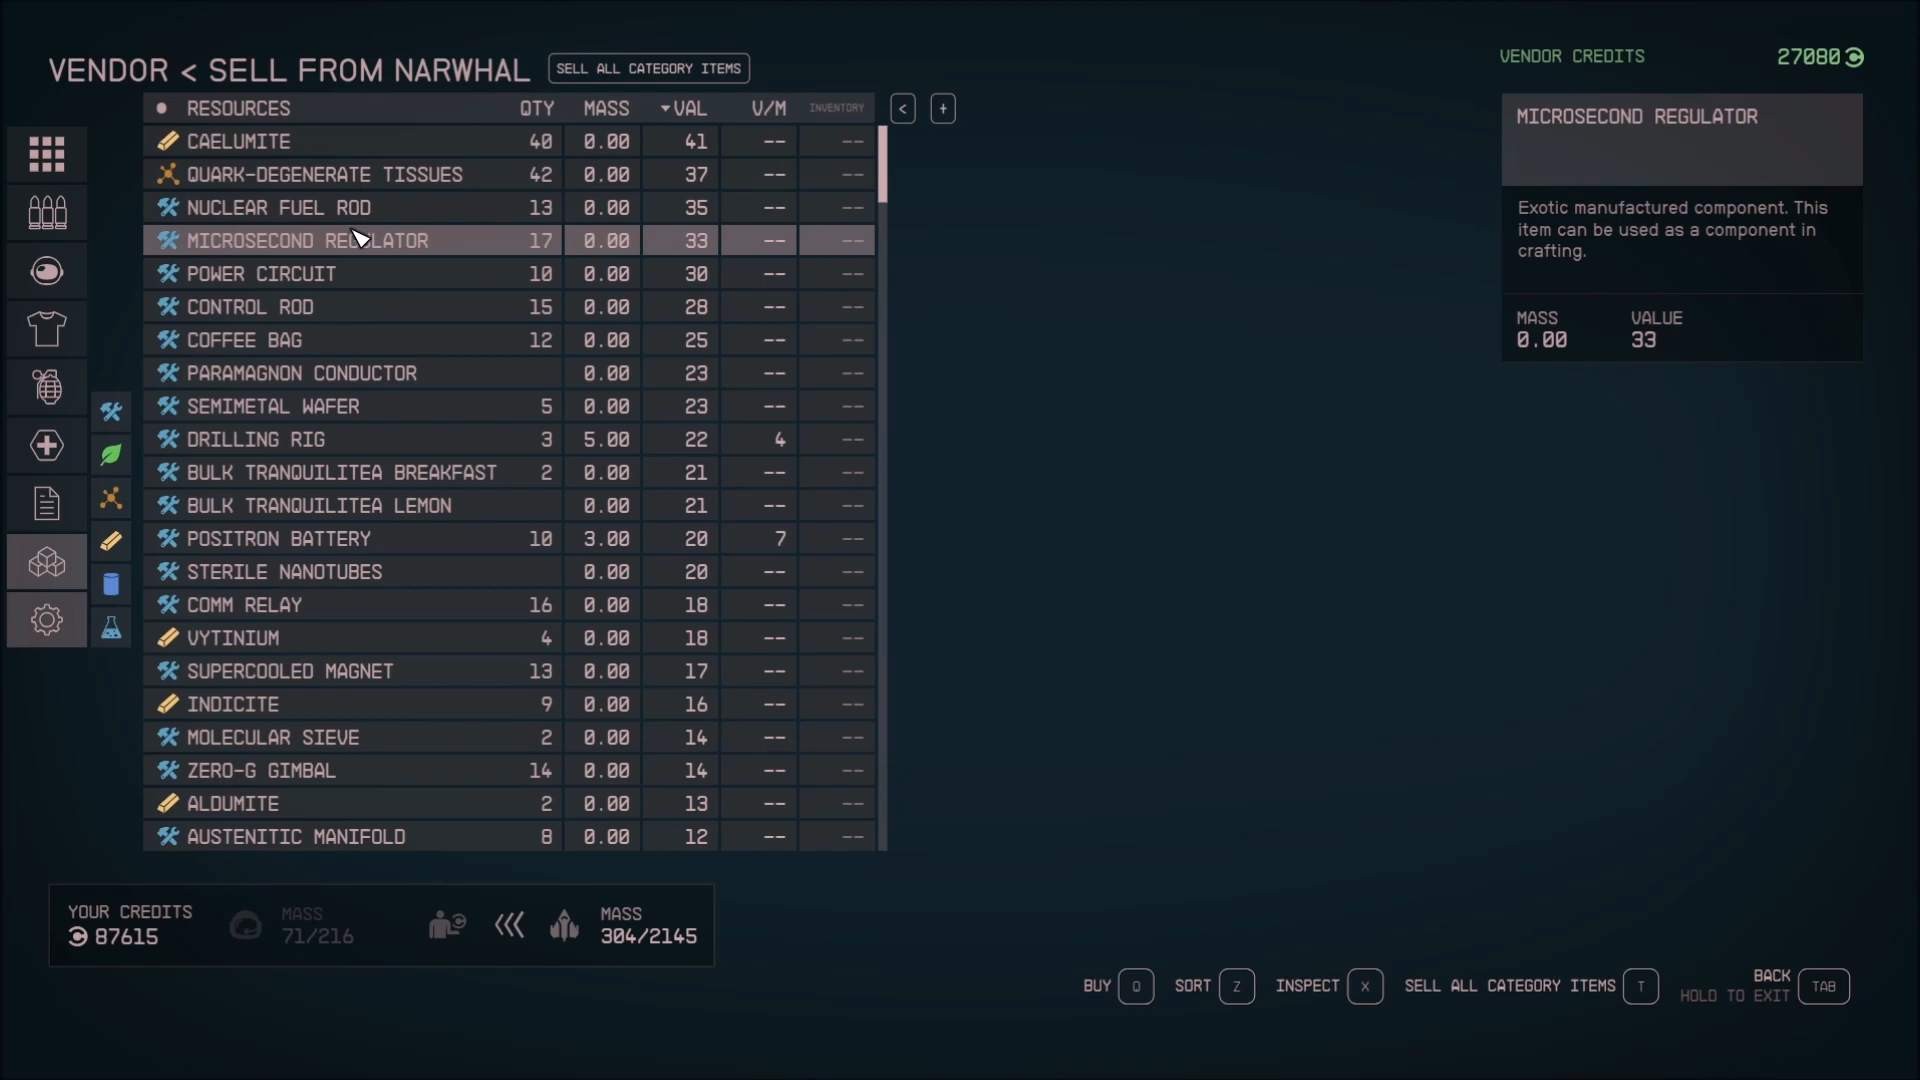 VENDOR < SELL FROM NARWHAL SELL ALL CATEGORY ITEMS
VENDOR CREDITS 27080
RESOURCES QTY MASS VAL V/M INVENTORY < +
CAELUMITE 40 0.00 41 -- --
QUARK-DEGENERATE TISSUES 42 0.00 37 -- --
NUCLEAR FUEL ROD 13 0.00 35 -- --
MICROSECOND REGULATOR 17 0.00 33 -- --
POWER CIRCUIT 10 0.00 30 -- --
CONTROL ROD 15 0.00 28 -- --
COFFEE BAG 12 0.00 25 -- --
PARAMAGNON CONDUCTOR 0.00 23 -- --
SEMIMETAL WAFER 5 0.00 23 -- --
DRILLING RIG 3 5.00 22 4 --
BULK TRANQUILITEA BREAKFAST 2 0.00 21 -- --
BULK TRANQUILITEA LEMON 0.00 21 -- --
POSITRON BATTERY 10 3.00 20 7 --
STERILE NANOTUBES 0.00 20 -- --
COMM RELAY 16 0.00 18 -- --
VYTINIUM 4 0.00 18 -- --
SUPERCOOLED MAGNET 13 0.00 17 -- --
INDICITE 9 0.00 16 -- --
MOLECULAR SIEVE 2 0.00 14 -- --
ZERO-G GIMBAL 14 0.00 14 -- --
ALDUMITE 2 0.00 13 -- --
AUSTENITIC MANIFOLD 8 0.00 12 -- --
MICROSECOND REGULATOR
Exotic manufactured component. This
item can be used as a component in
crafting.
MASS VALUE
0.00 33
YOUR CREDITS MASS MASS
87615 71/216 304/2145
BUY Q SORT Z INSPECT X SELL ALL CATEGORY ITEMS T BACK TAB
HOLD TO EXIT